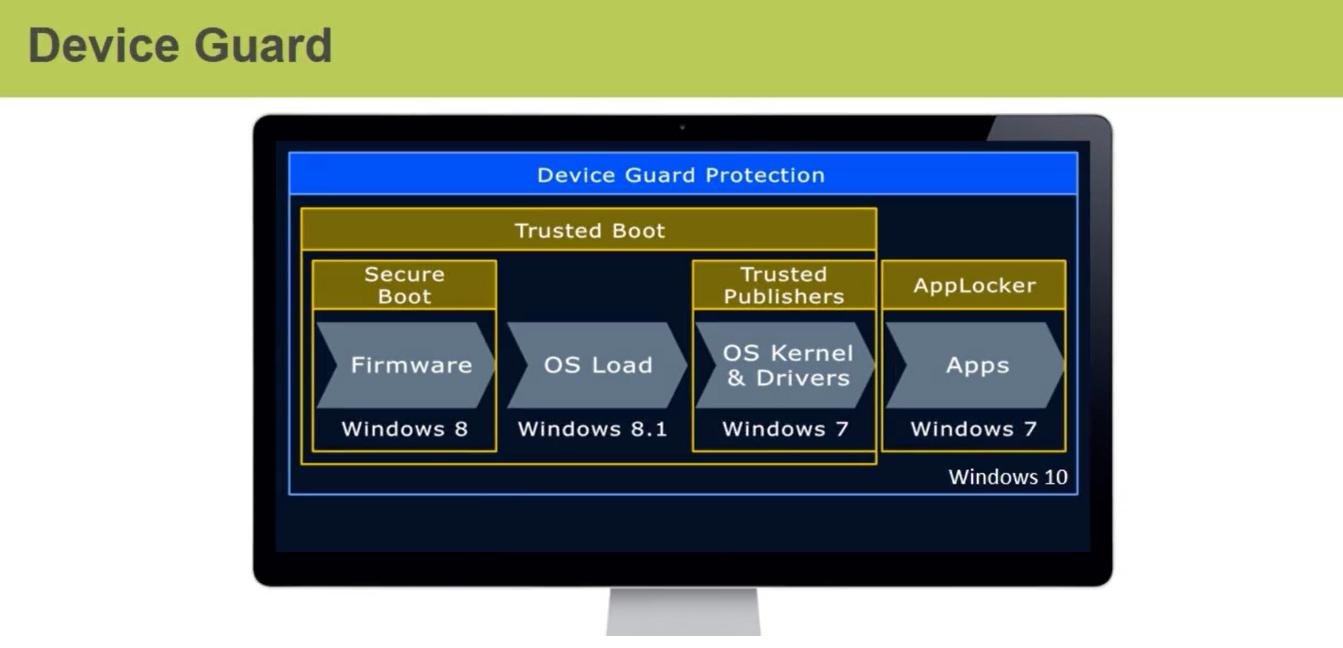 Device Guard
Device Guard Protection
Trusted Boot
Secure
Boot
Trusted
Publishers
AppLocker
Firmware
OS Load
OS Kernel
& Drivers
Apps
Windows 8
Windows 8.1
Windows 7
Windows 7
Windows 10